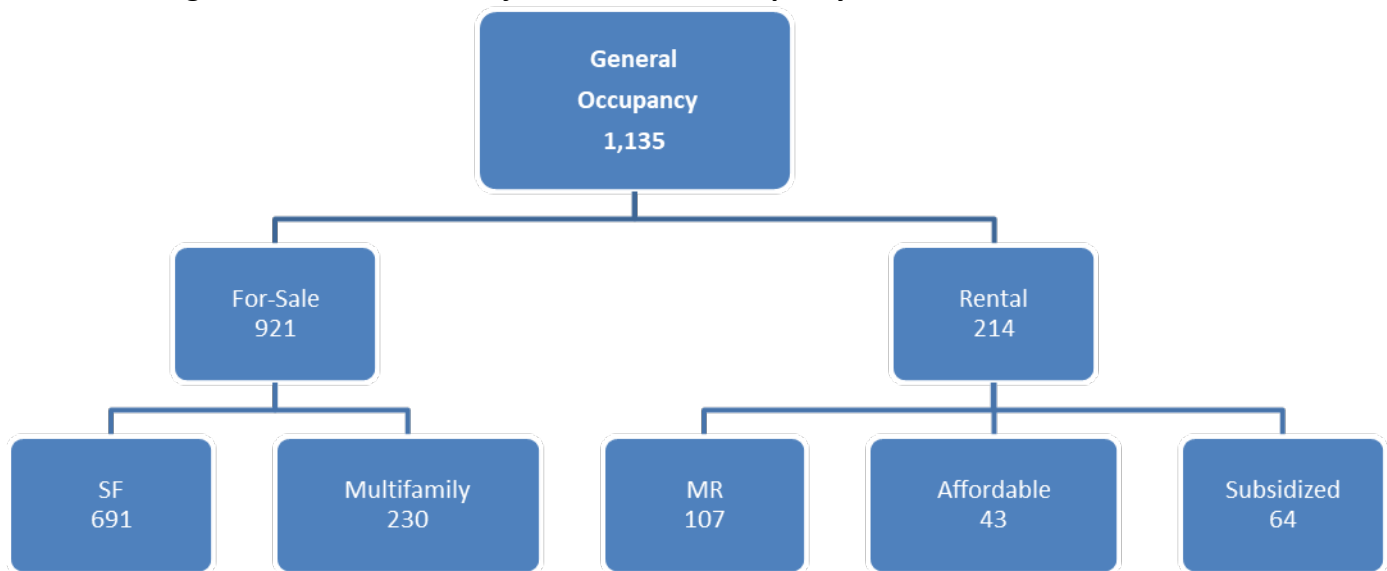 General
Occupancy
1,135
For-Sale
921
Rental
214
SF
691
Multifamily
230
MR
107
Affordable
43
Subsidized
64